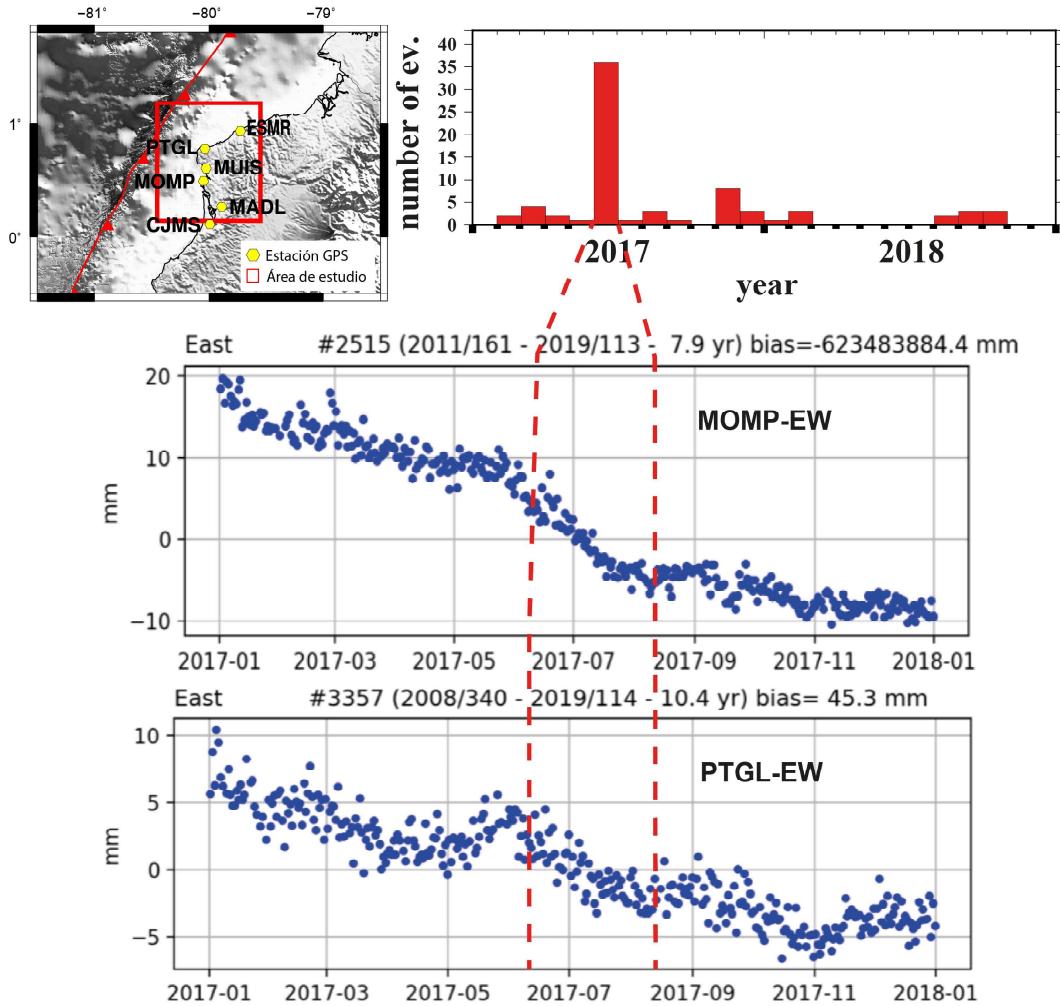 −81°
−80°
−79°
1°
0°
ESMR
PTGL
MUIS
MOMP
MADL
CJMS
Estación GPS
Área de estudio
number of ev.
40
35
30
25
20
15
10
5
0
2017
2018
year
East #2515 (2011/161 - 2019/113 - 7.9 yr) bias=-623483884.4 mm
MOMP-EW
mm
20
10
0
−10
2017-01 2017-03 2017-05 2017-07 2017-09 2017-11 2018-01
East #3357 (2008/340 - 2019/114 - 10.4 yr) bias= 45.3 mm
PTGL-EW
mm
10
5
0
−5
2017-01 2017-03 2017-05 2017-07 2017-09 2017-11 2018-01